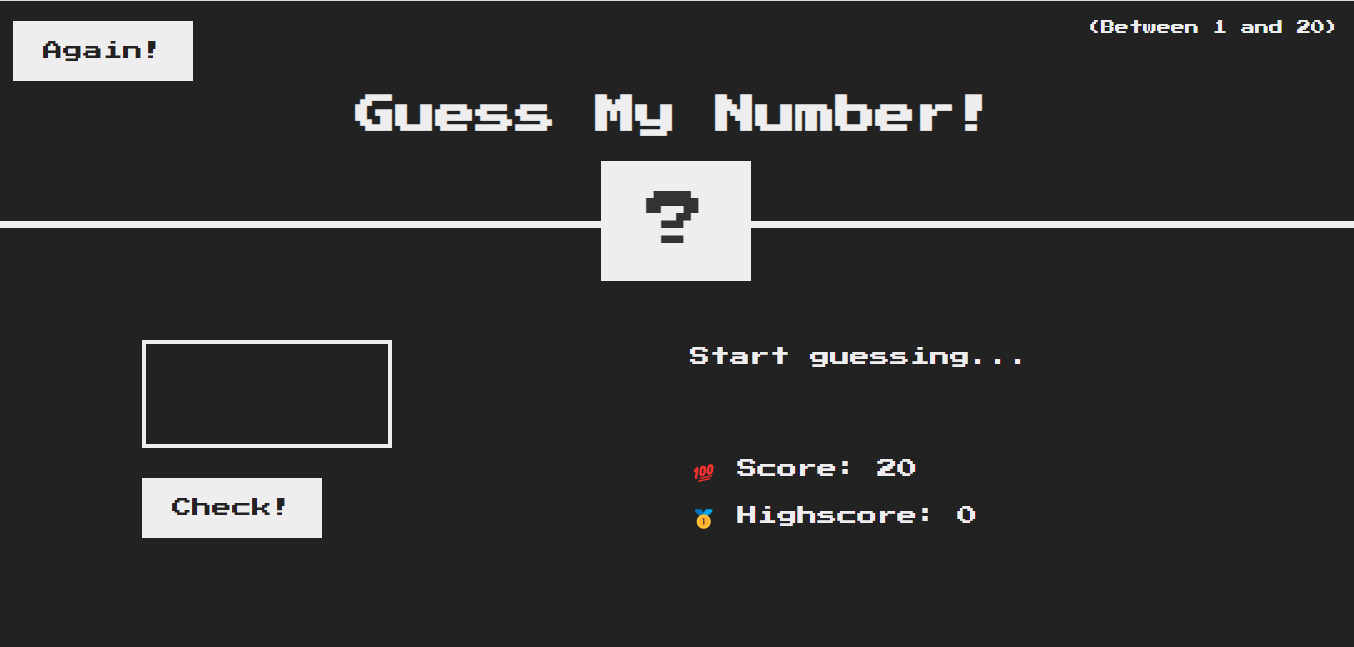 Again!
(Between 1 and 20)
Guess My Number!
?
Start guessing...
Check!
💯 Score: 20
🥇 Highscore: 0